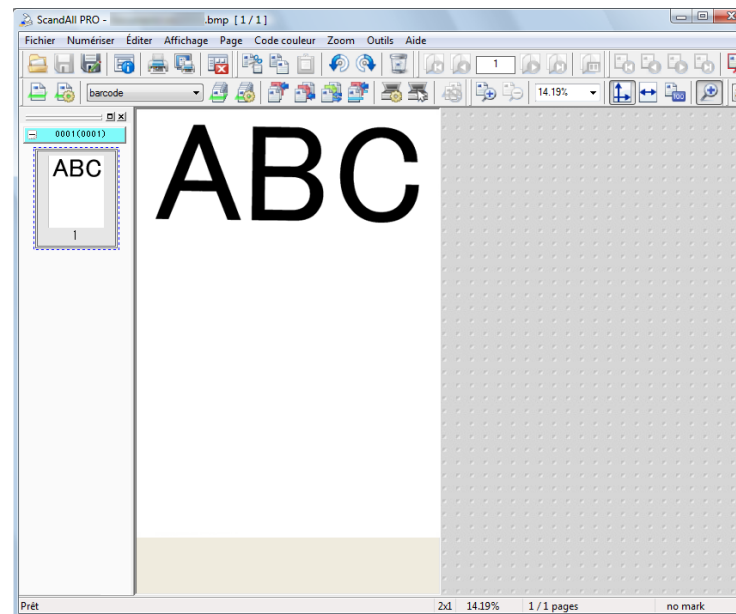 ScandAll PRO - .bmp [ 1 / 1 ]
Fichier Numériser Éditer Affichage Page Code couleur Zoom Outils Aide
1
barcode 14.19% 100
0001(0001)
ABC
1
ABC
Prêt 2x1 14.19% 1 / 1 pages no mark